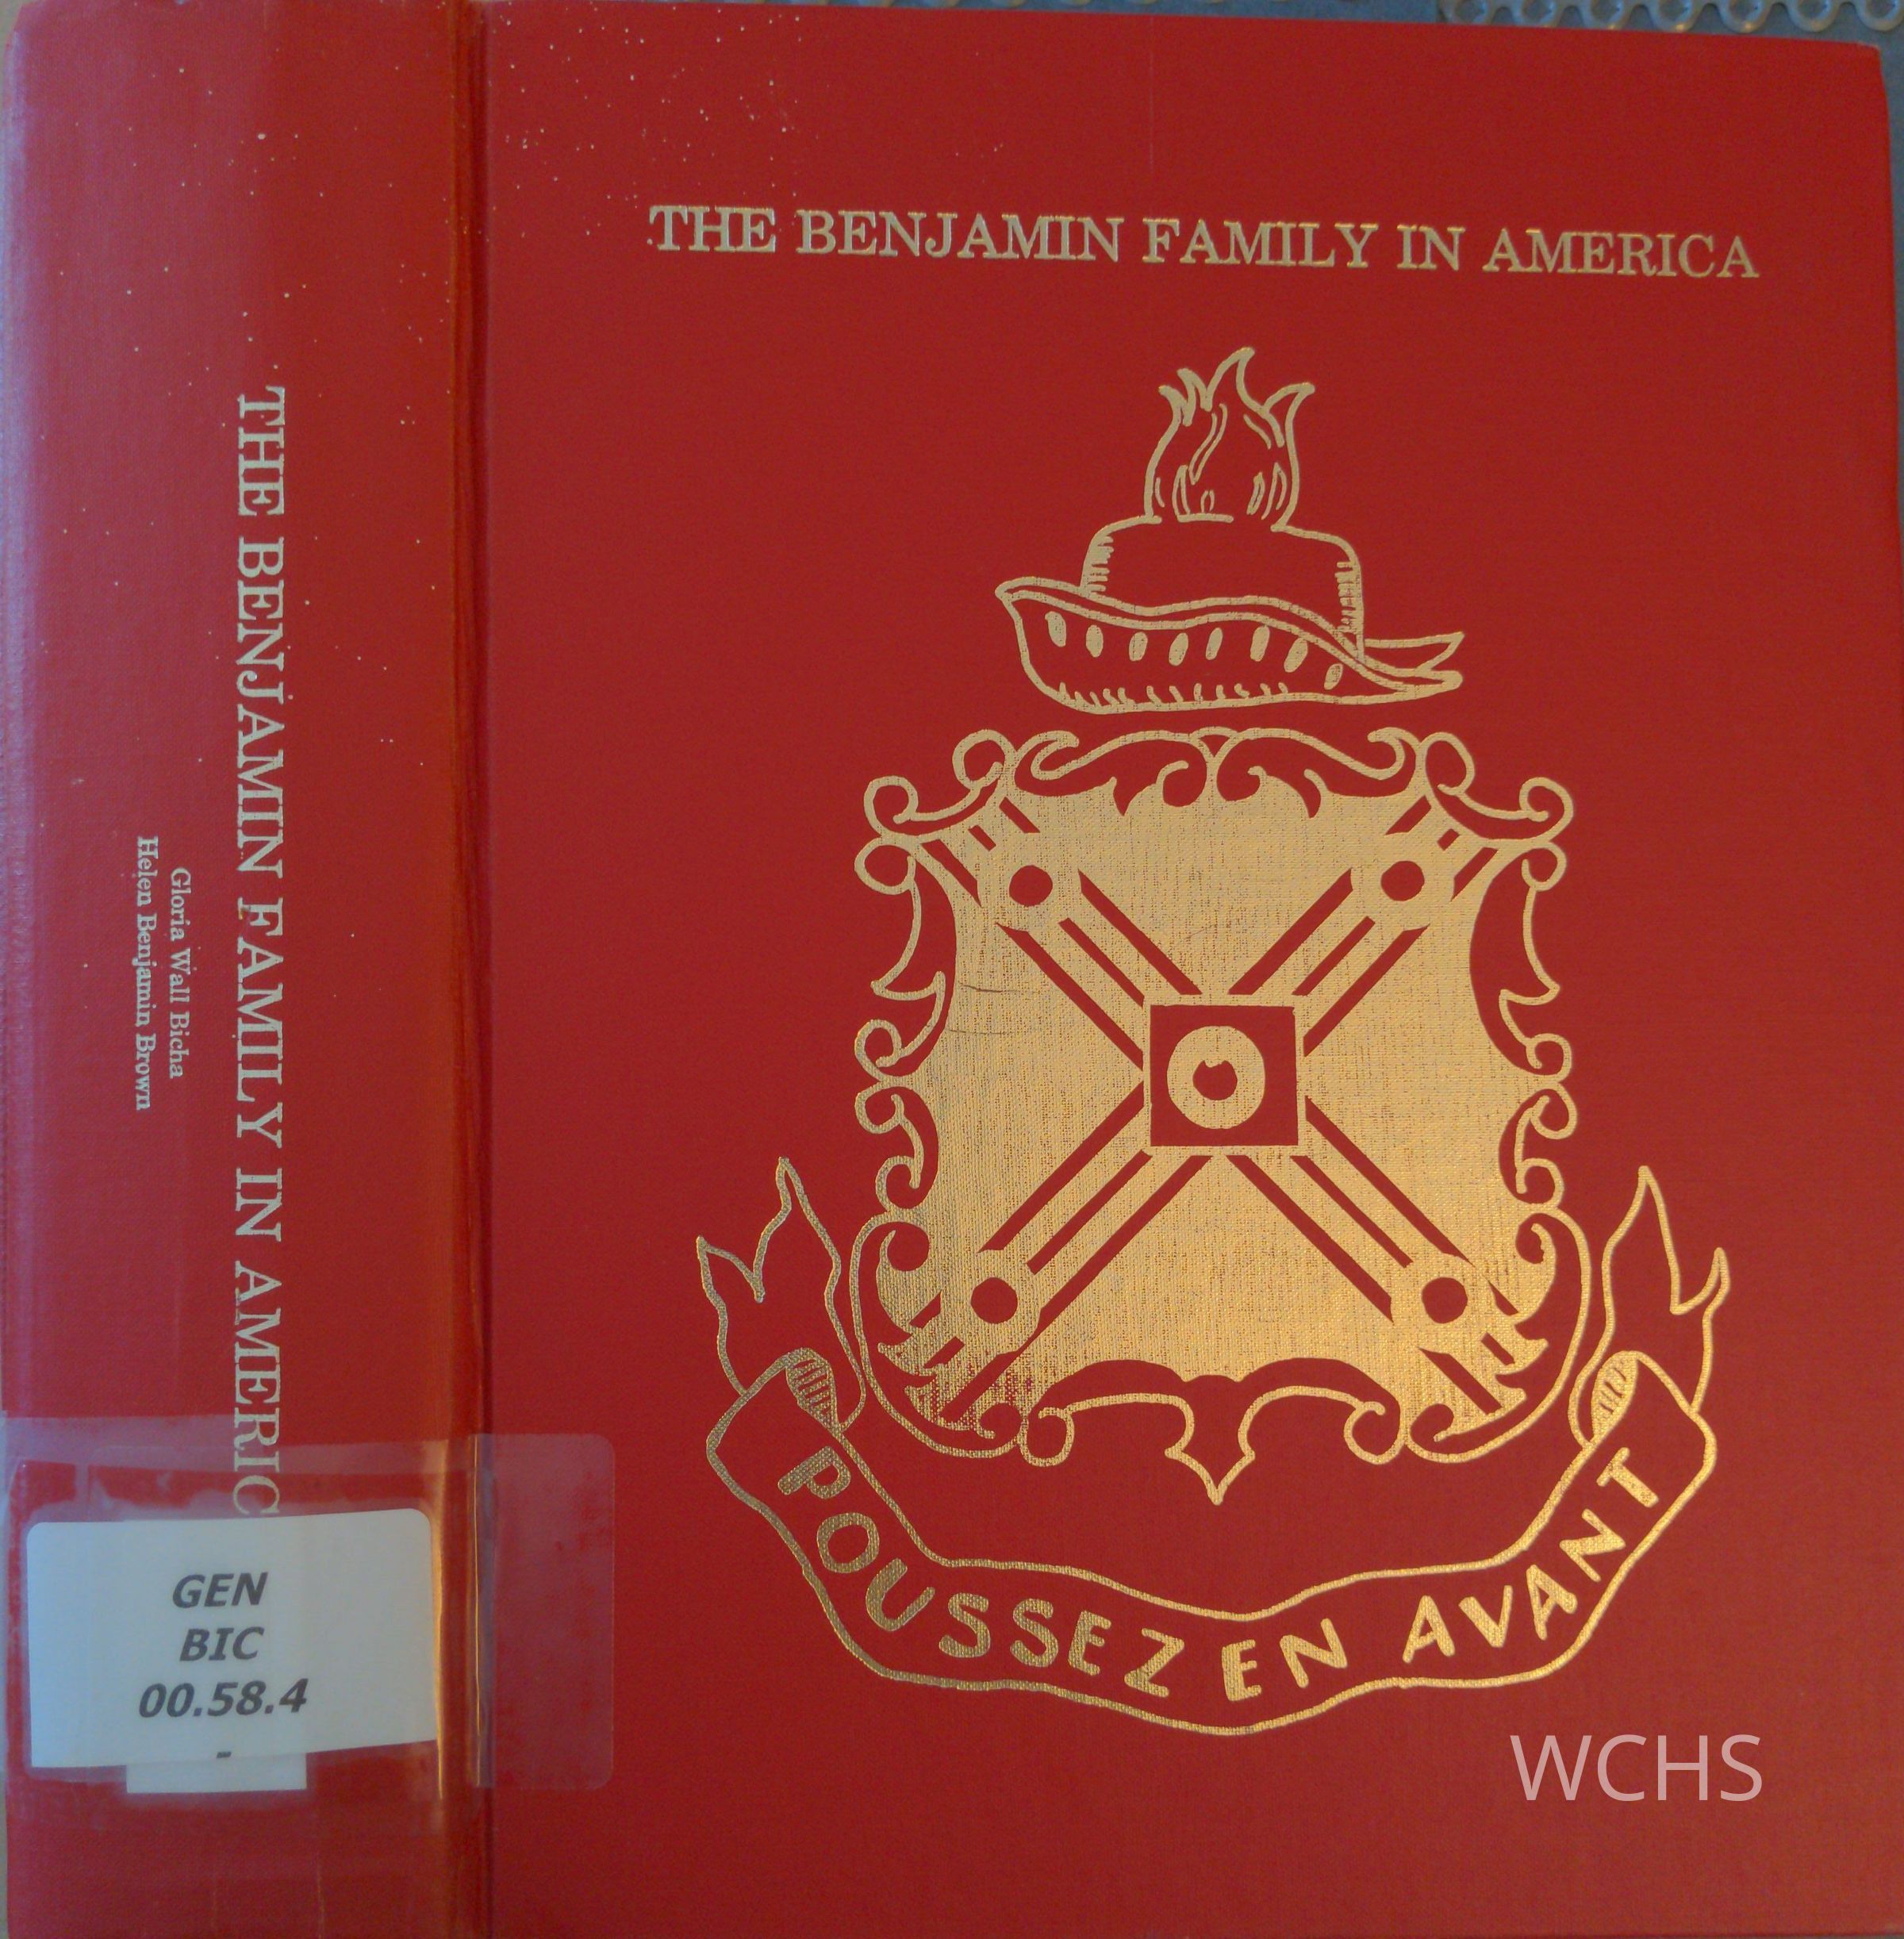 THE BENJAMIN FAMILY IN AMERICA
POUSSEZ EN AVANT
THE BENJAMIN FAMILY IN AMERIC
Gloria Wall Bicha
Helen Benjamin Brown
GEN
BIC
00.58.4
WCHS